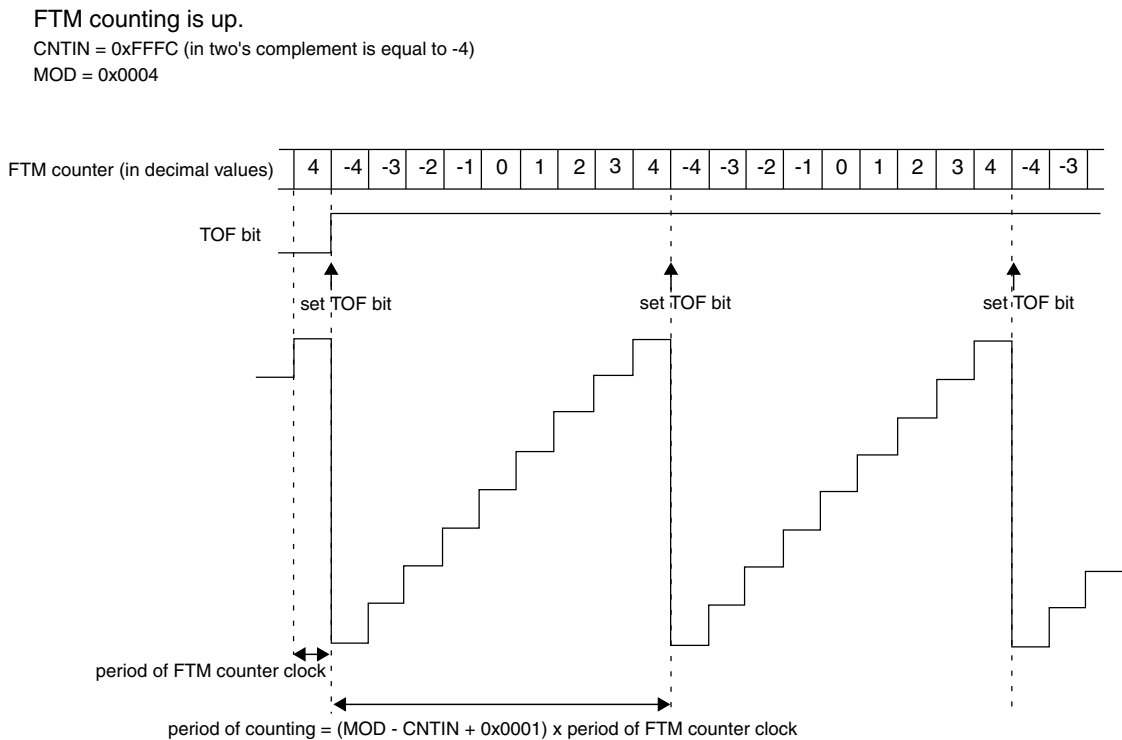 FTM counting is up.
CNTIN = 0xFFFC (in two's complement is equal to -4)
MOD = 0x0004
FTM counter (in decimal values) 4 -4 -3 -2 -1 0 1 2 3 4 -4 -3 -2 -1 0 1 2 3 4 -4 -3
TOF bit
set TOF bit set TOF bit set TOF bit
period of FTM counter clock
period of counting = (MOD - CNTIN + 0x0001) x period of FTM counter clock